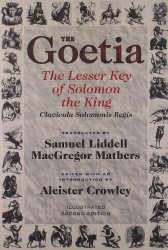 THE
Goetia
The Lesser Key
of Solomon
the King
Clavicula Salomonis Regis
TRANSLATED BY
Samuel Liddell
MacGregor Mathers
EDITED WITH AN
INTRODUCTION BY
Aleister Crowley
ILLUSTRATED
SECOND EDITION